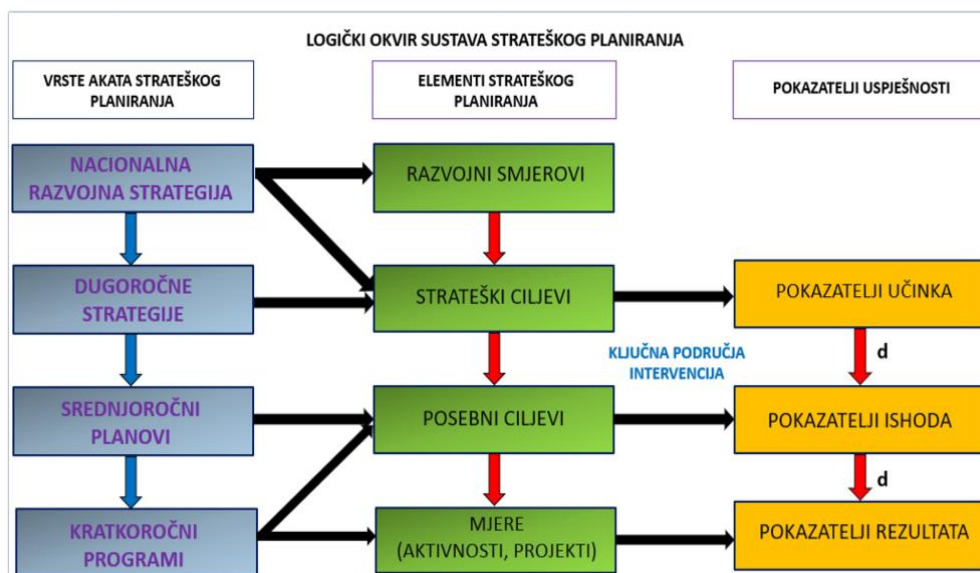 LOGIČKI OKVIR SUSTAVA STRATEŠKOG PLANIRANJA
VRSTE AKATA STRATEŠKOG
PLANIRANJA
ELEMENTI STRATEŠKOG
PLANIRANJA
POKAZATELJI USPJEŠNOSTI
NACIONALNA
RAZVOJNA STRATEGIJA
RAZVOJNI SMJEROVI
DUGOROČNE
STRATEGIJE
STRATEŠKI CILJEVI
POKAZATELJI UČINKA
KLJUČNA PODRUČJA
INTERVENCIJA
d
SREDNJOROČNI
PLANOVI
POSEBNI CILJEVI
POKAZATELJI ISHODA
d
KRATKOROČNI
PROGRAMI
MJERE
(AKTIVNOSTI, PROJEKTI)
POKAZATELJI REZULTATA